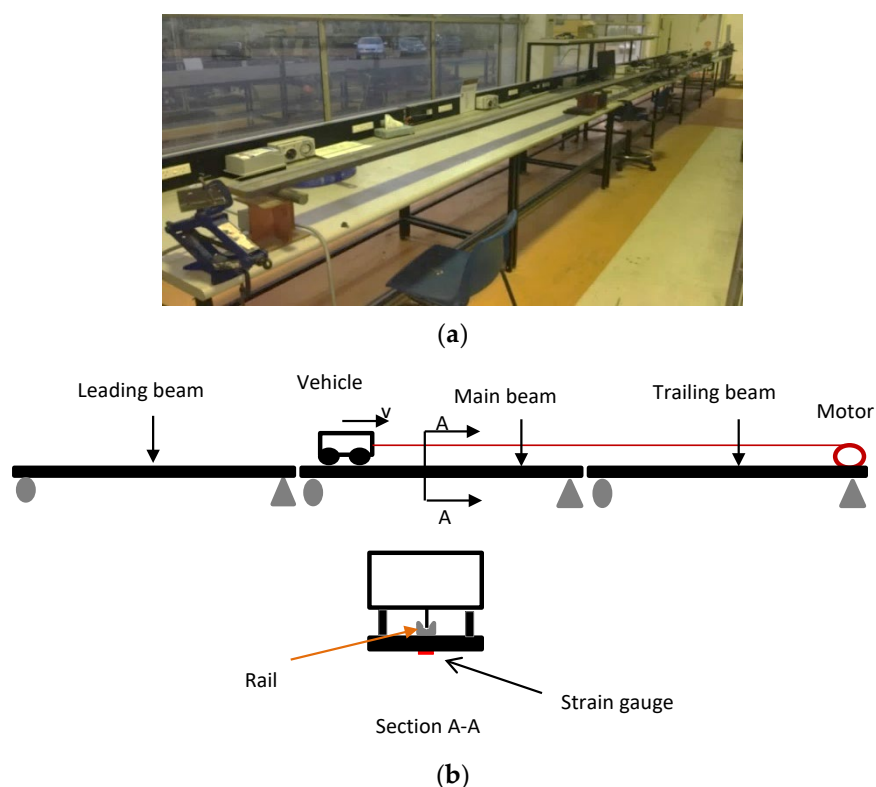 (a)
Leading beam
Vehicle
v
A
Main beam
Trailing beam
Motor
A
Rail
Strain gauge
Section A-A
(b)